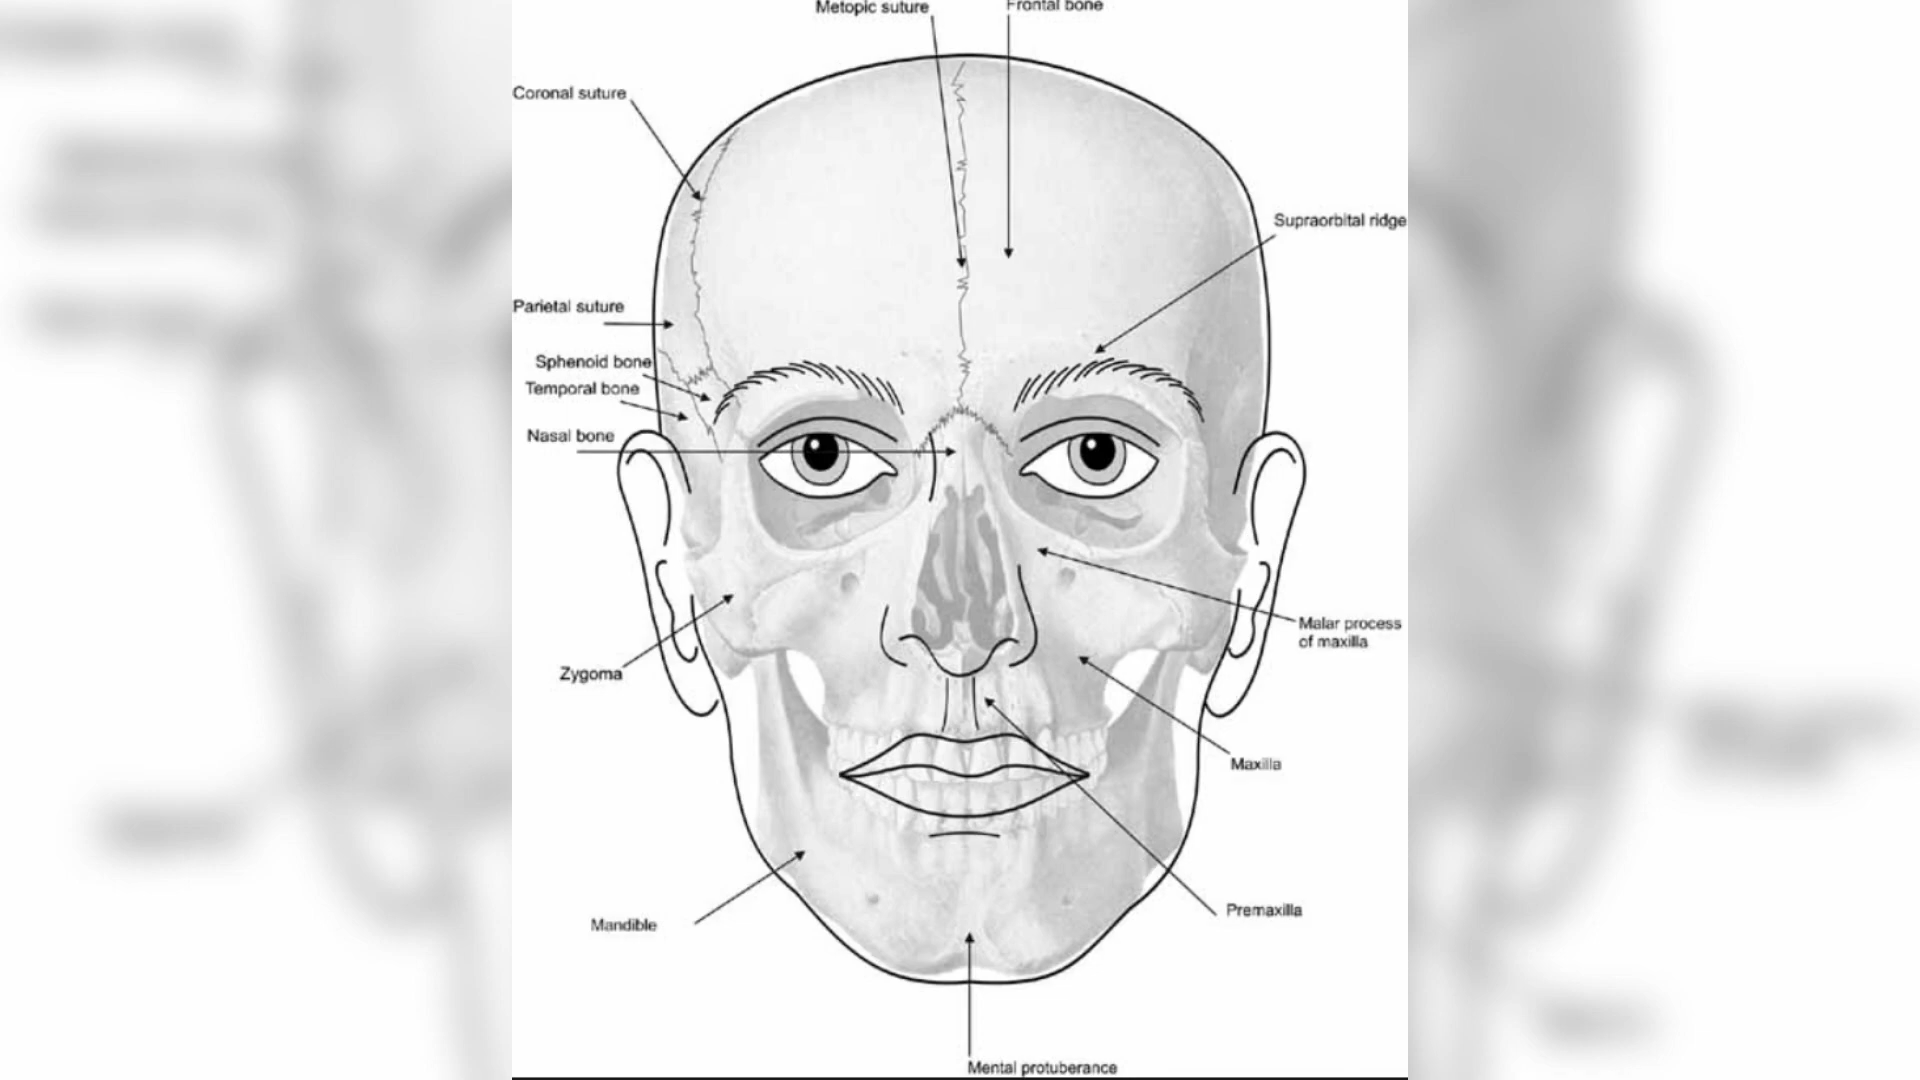 Metopic suture
Frontal bone
Coronal suture
Supraorbital ridge
Parietal suture
Sphenoid bone
Temporal bone
Nasal bone
Malar process
of maxilla
Zygoma
Maxilla
Premaxilla
Mandible
Mental protuberance